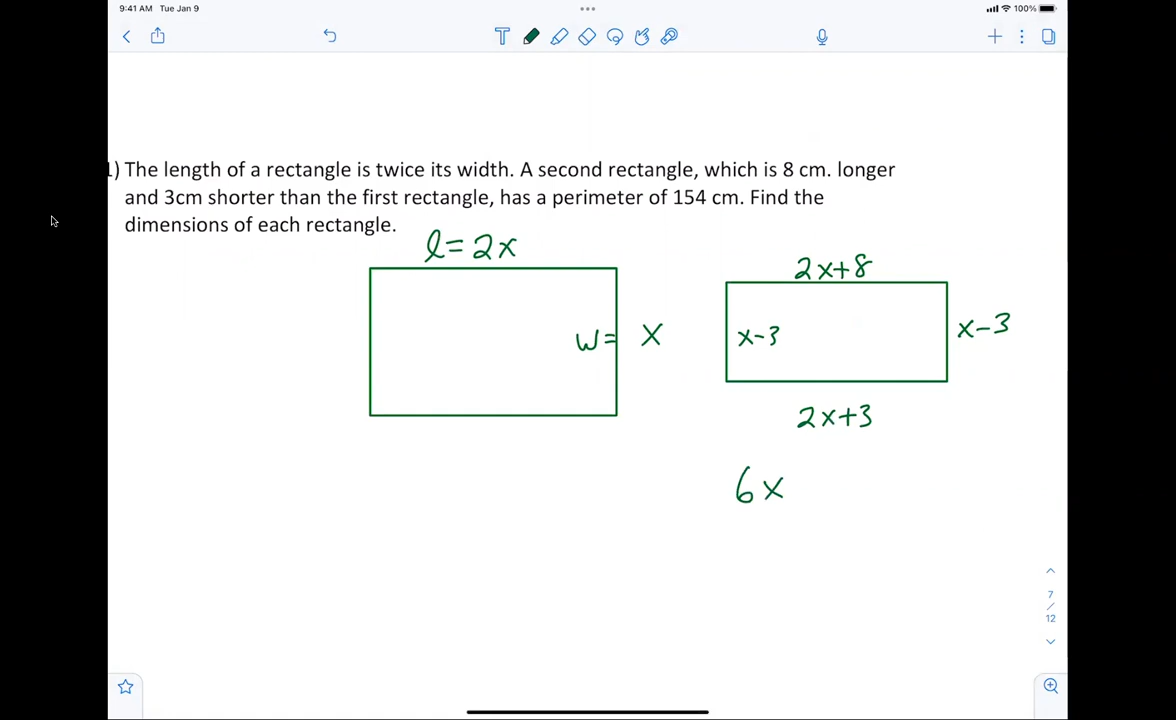 9:41 AM Tue Jan 9
100%
1) The length of a rectangle is twice its width. A second rectangle, which is 8 cm. longer
and 3cm shorter than the first rectangle, has a perimeter of 154 cm. Find the
dimensions of each rectangle.
l = 2x
2x+8
w = x
x-3
x-3
2x+3
6x
7
/
12